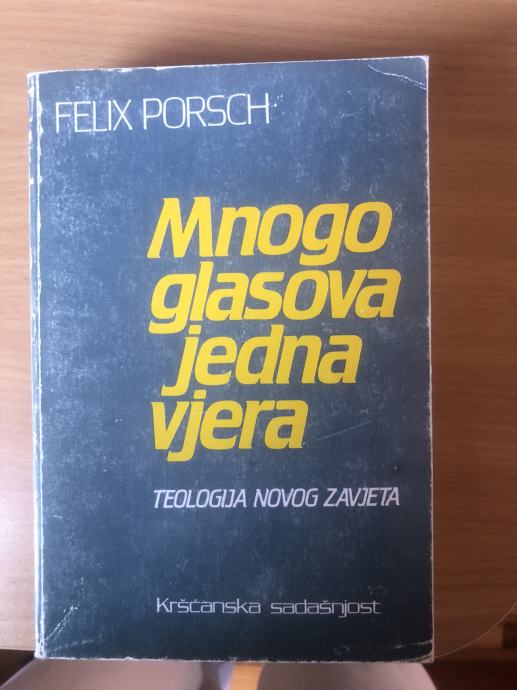 FELIX PORSCH
Mnogo
glasova
jedna
vjera
TEOLOGIJA NOVOG ZAVJETA
Kršćanska sadašnjost